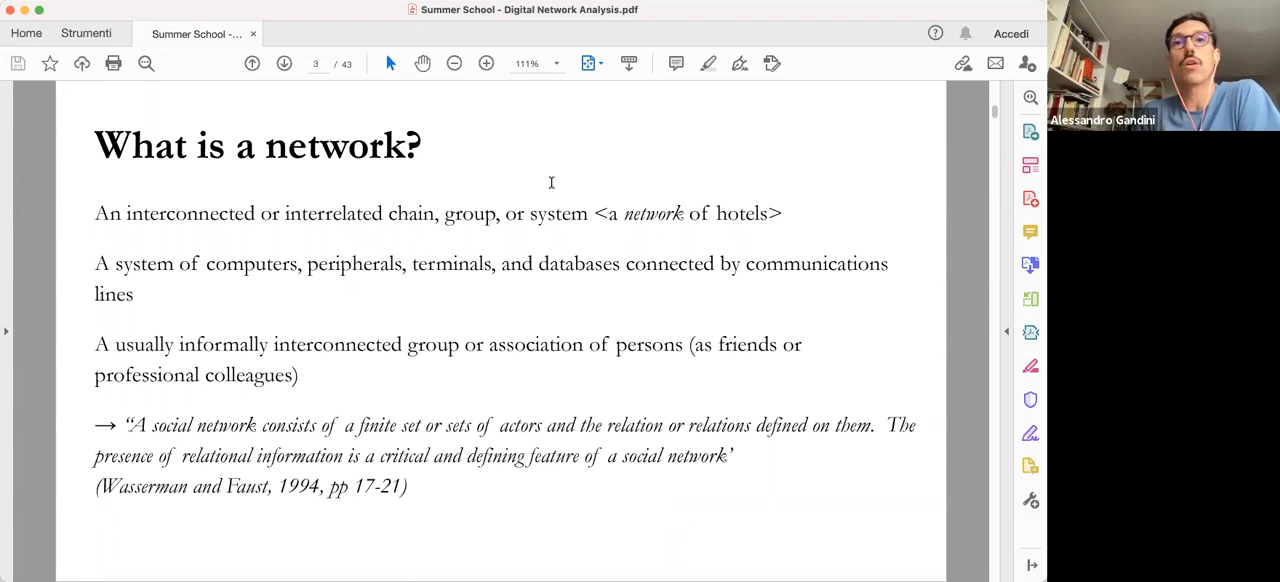 Summer School - Digital Network Analysis.pdf
Home
Strumenti
Summer School -...
Accedi
3 / 43
111%
What is a network?
An interconnected or interrelated chain, group, or system <a network of hotels>
A system of computers, peripherals, terminals, and databases connected by communications
lines
A usually informally interconnected group or association of persons (as friends or
professional colleagues)
→ “A social network consists of a finite set or sets of actors and the relation or relations defined on them. The
presence of relational information is a critical and defining feature of a social network’
(Wasserman and Faust, 1994, pp 17-21)
Alessandro Gandini